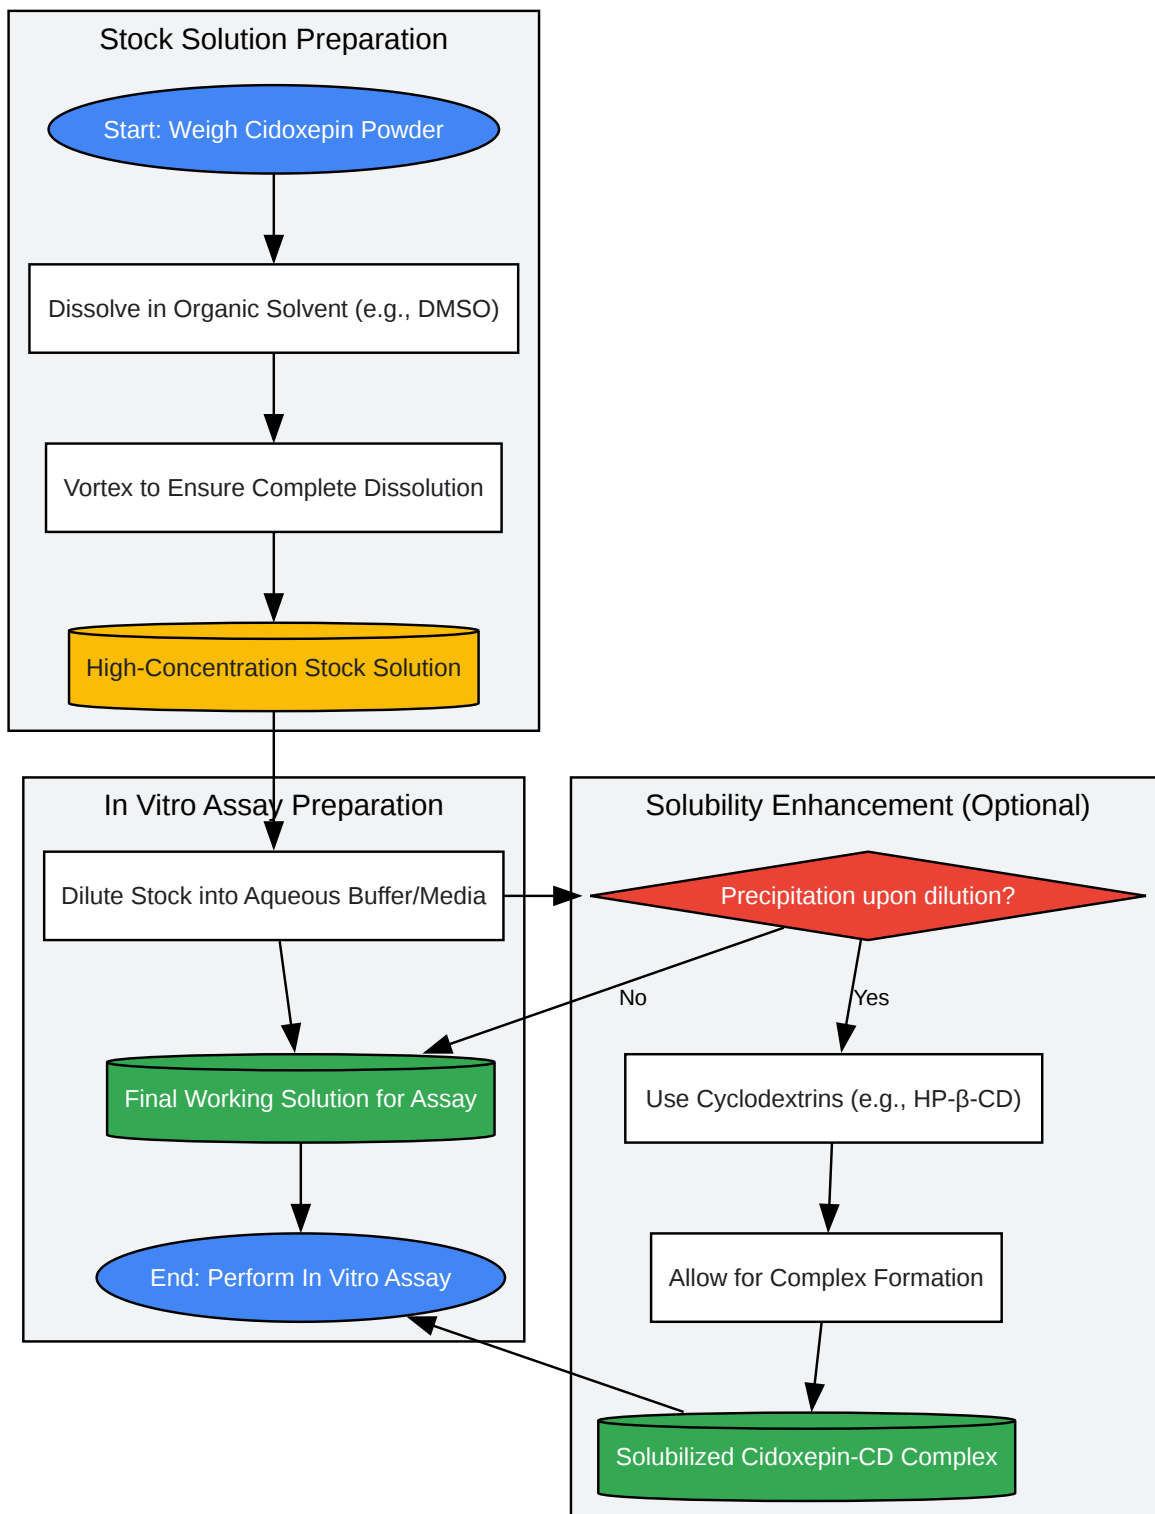 Stock Solution Preparation
Start: Weigh Cidoxepin Powder
Dissolve in Organic Solvent (e.g., DMSO)
Vortex to Ensure Complete Dissolution
High-Concentration Stock Solution
In Vitro Assay Preparation
Dilute Stock into Aqueous Buffer/Media
Final Working Solution for Assay
End: Perform In Vitro Assay
Solubility Enhancement (Optional)
Precipitation upon dilution?
No
Yes
Use Cyclodextrins (e.g., HP-β-CD)
Allow for Complex Formation
Solubilized Cidoxepin-CD Complex